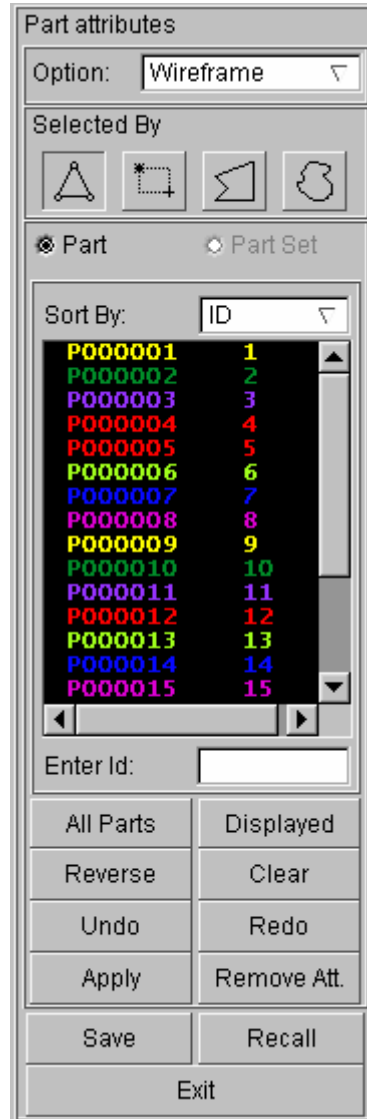 Part attributes
Option: Wireframe
Selected By
Part Part Set
Sort By: ID
P000001 1
P000002 2
P000003 3
P000004 4
P000005 5
P000006 6
P000007 7
P000008 8
P000009 9
P000010 10
P000011 11
P000012 12
P000013 13
P000014 14
P000015 15
Enter Id:
All Parts Displayed
Reverse Clear
Undo Redo
Apply Remove Att.
Save Recall
Exit